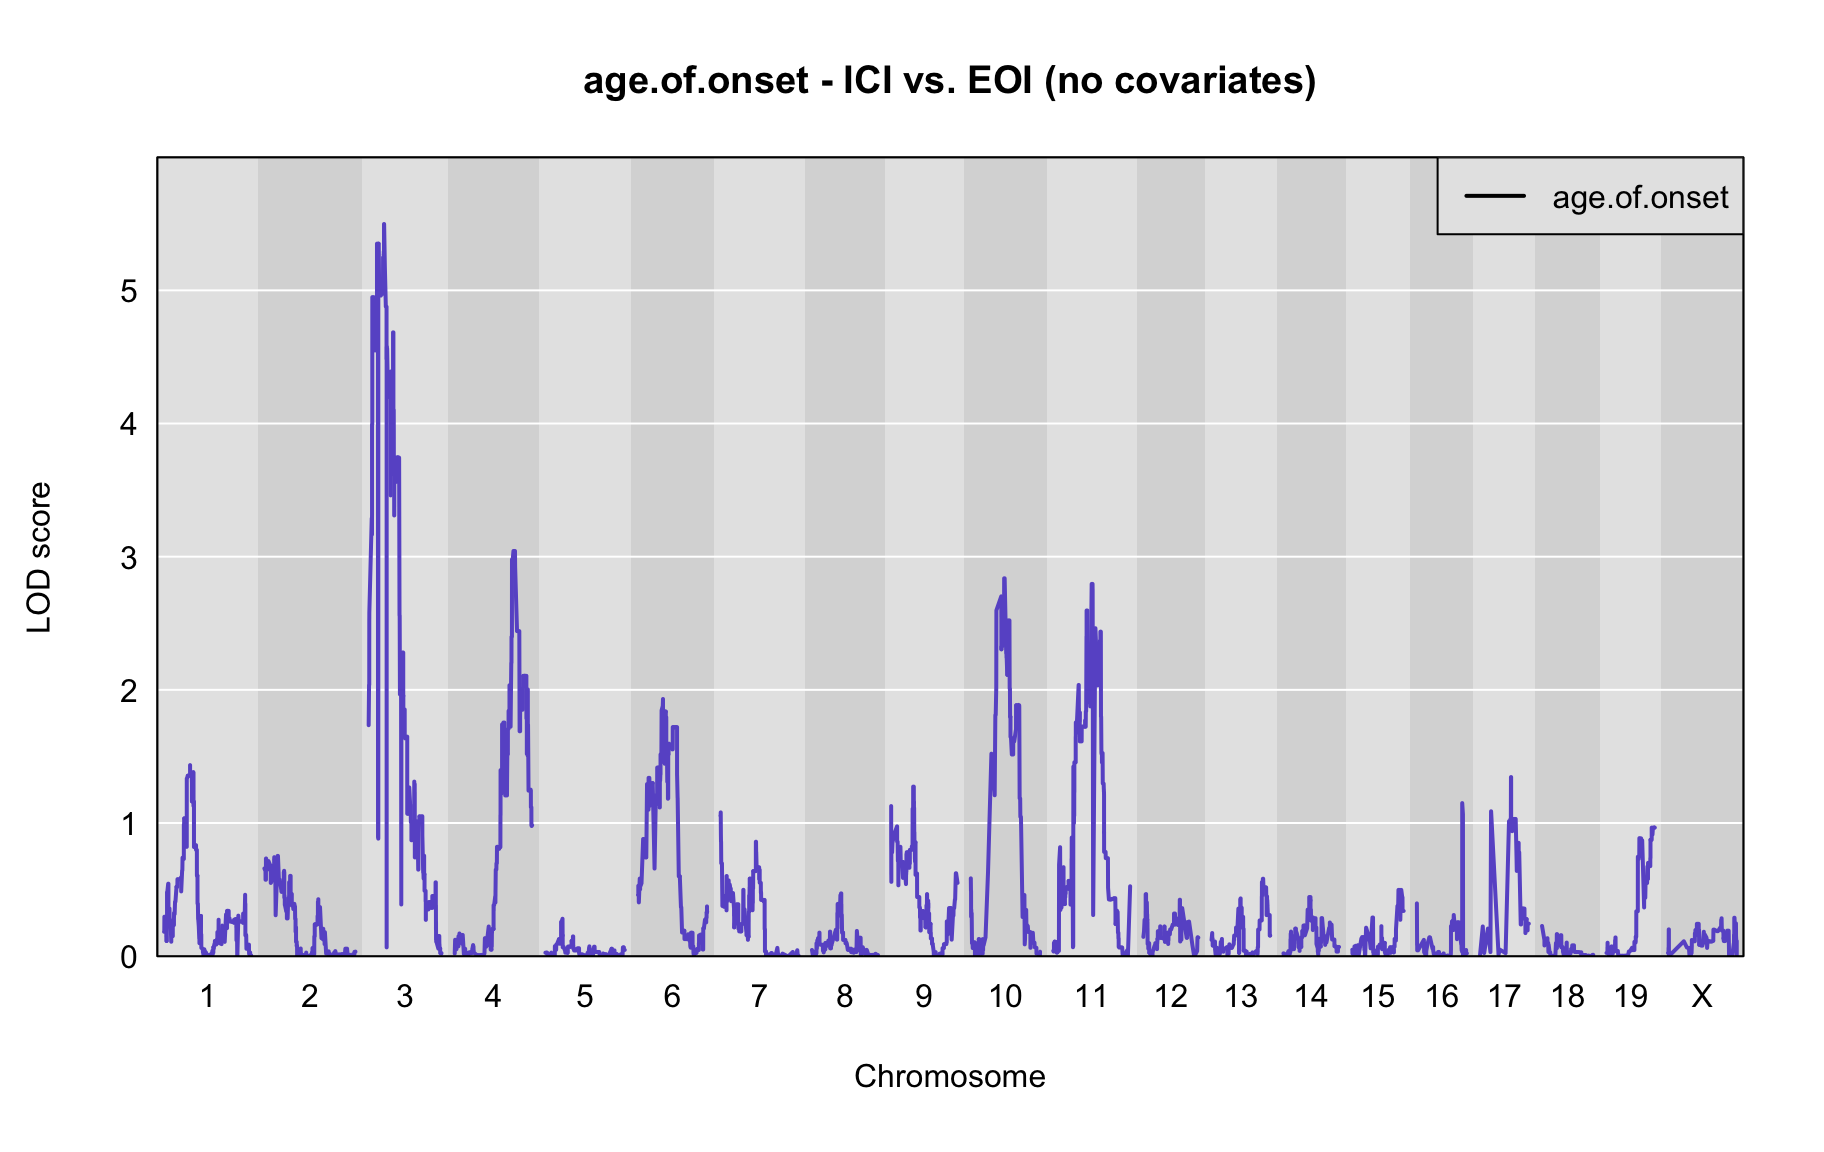 age.of.onset - ICI vs. EOI (no covariates)
age.of.onset
5
4
3
2
1
0
LOD score
1 2 3 4 5 6 7 8 9 10 11 12 13 14 15 16 17 18 19 X
Chromosome